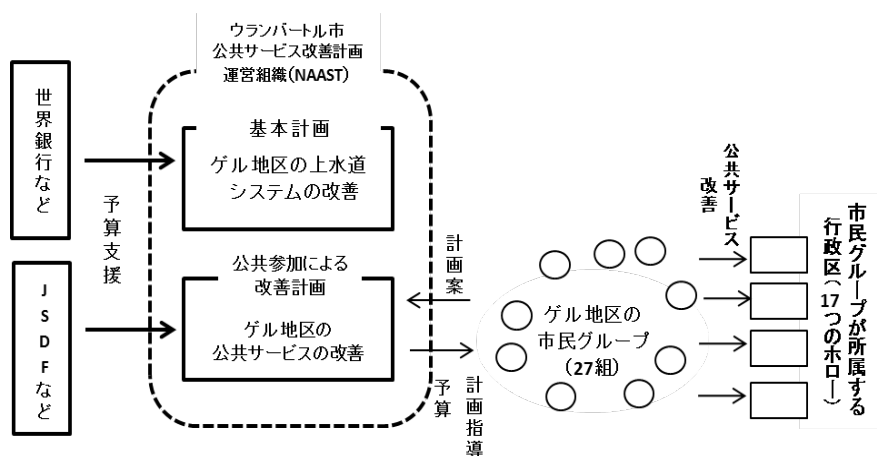 ウランバートル市
公共サービス改善計画
運営組織(NAAST)
世界銀行など
JSDFなど
予算支援
基本計画
ゲル地区の上水道
システムの改善
公共参加による
改善計画
ゲル地区の
公共サービスの改善
計画案
予算
計画指導
ゲル地区の
市民グループ
(27組)
公共サービス
改善
市民グループが所属する
行政区(17つのホロー)